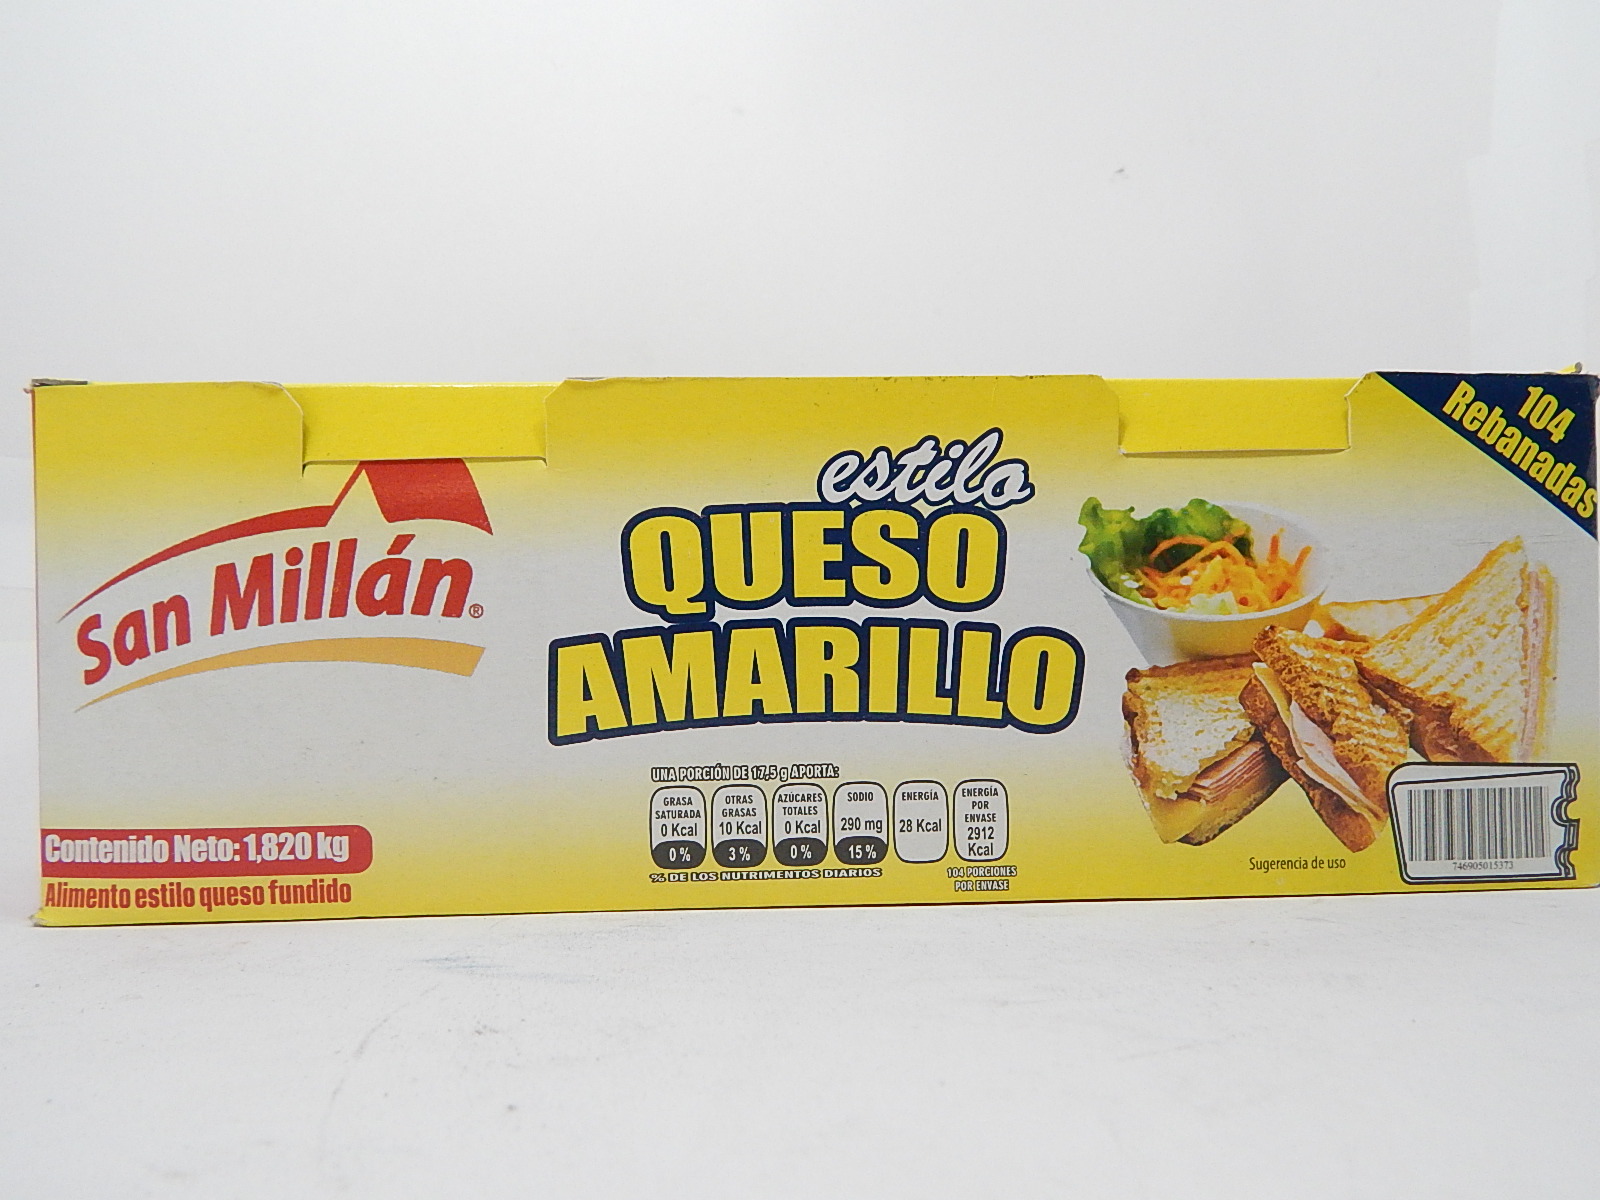 104
Rebanadas
San Millán®
estilo
QUESO
AMARILLO
UNA PORCIÓN DE 17,5 g APORTA:
GRASA SATURADA 0 Kcal 0 %
OTRAS GRASAS 10 Kcal 3 %
AZÚCARES TOTALES 0 Kcal 0 %
SODIO 290 mg 15 %
ENERGÍA 28 Kcal
ENERGÍA POR ENVASE 2912 Kcal
% DE LOS NUTRIMENTOS DIARIOS
104 PORCIONES
POR ENVASE
Contenido Neto: 1,820 kg
Alimento estilo queso fundido
Sugerencia de uso
746905015373